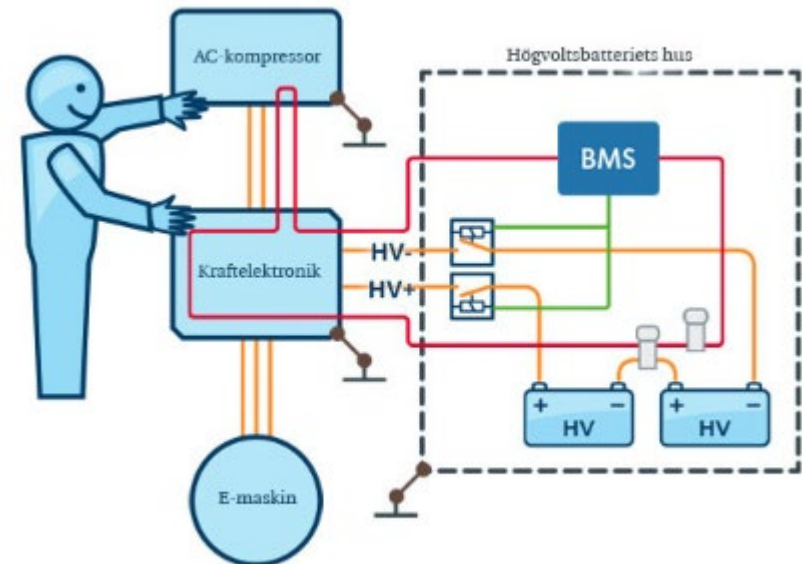 AC-kompressor
Högvoltsbatteriets hus
BMS
HV-
Kraftelektronik
HV+
+ −
HV
+ −
HV
E-maskin